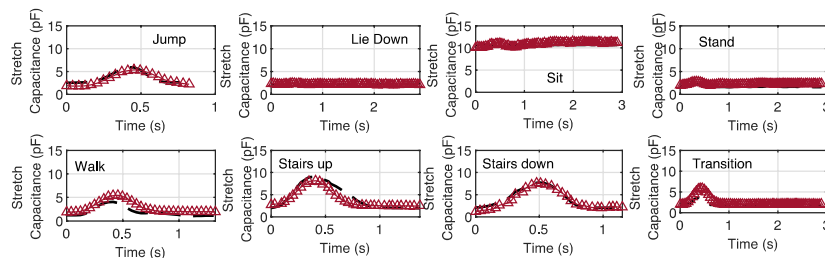 Stretch
Capacitance (pF)
15
10
5
0
Jump
0
0.5
1
Time (s)
Stretch
Capacitance (pF)
15
10
5
0
Lie Down
0
1
2
Time (s)
Stretch
Capacitance (pF)
15
10
5
0
Sit
0
1
2
3
Time (s)
Stretch
Capacitance (pF)
15
10
5
0
Stand
0
1
2
3
Time (s)
Stretch
Capacitance (pF)
15
10
5
0
Walk
0
0.5
1
Time (s)
Stretch
Capacitance (pF)
15
10
5
0
Stairs up
0
0.5
1
Time (s)
Stretch
Capacitance (pF)
15
10
5
0
Stairs down
0
0.5
1
Time (s)
Stretch
Capacitance (pF)
15
10
5
0
Transition
0
1
2
3
Time (s)